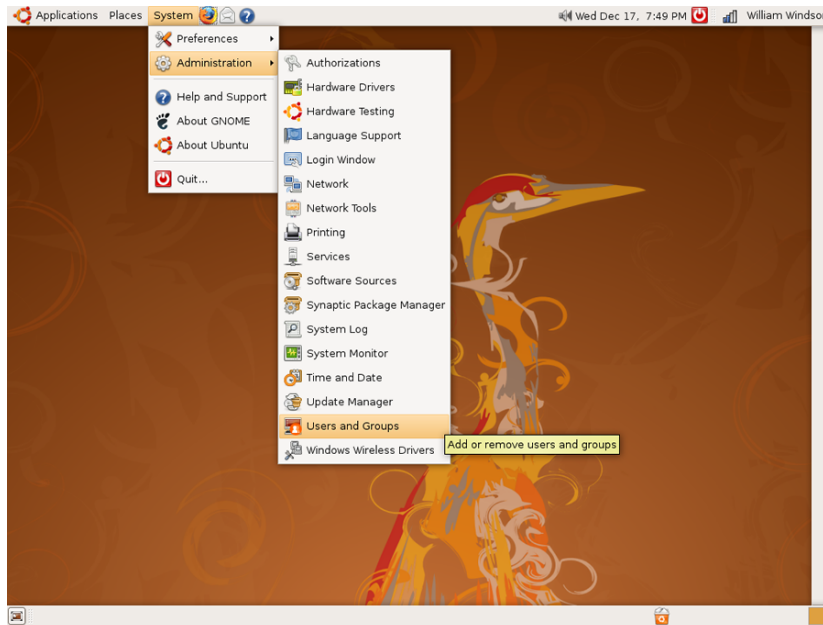 Applications Places System Wed Dec 17, 7:49 PM William Windso
Preferences
Administration
Help and Support
About GNOME
About Ubuntu
Quit...
Authorizations
Hardware Drivers
Hardware Testing
Language Support
Login Window
Network
Network Tools
Printing
Services
Software Sources
Synaptic Package Manager
System Log
System Monitor
Time and Date
Update Manager
Users and Groups
Add or remove users and groups
Windows Wireless Drivers